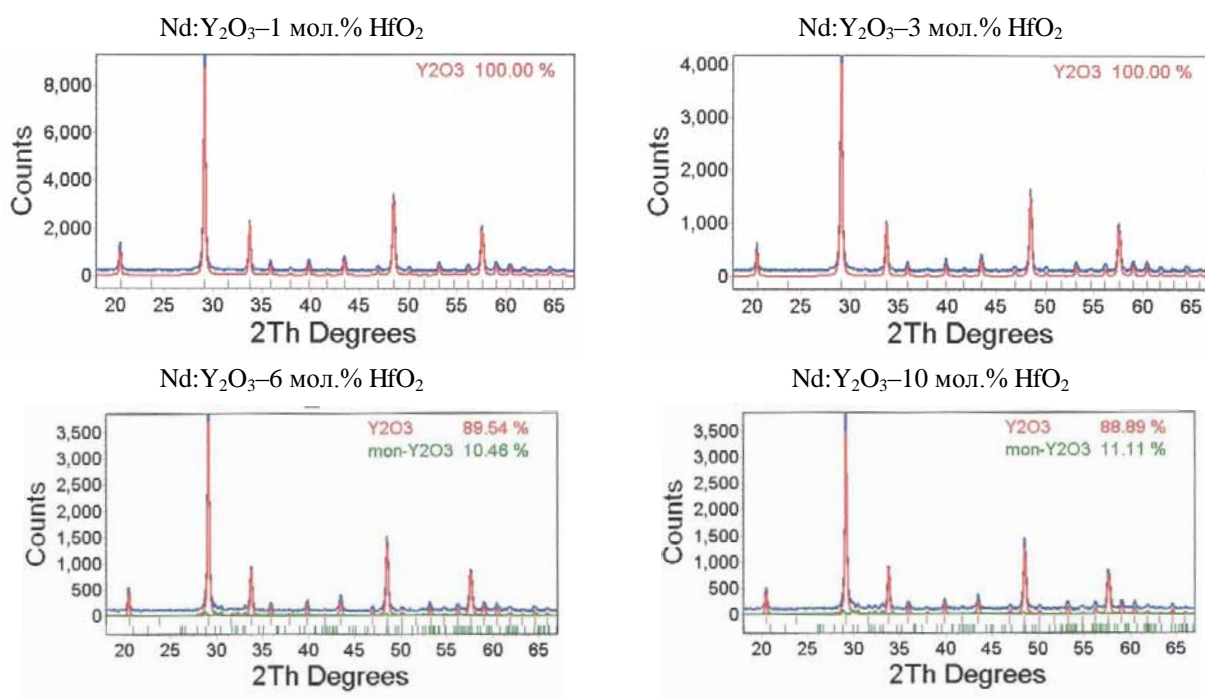 Nd:Y₂O₃–1 мол.% HfO₂
Y2O3 100.00 %
Counts
8,000
6,000
4,000
2,000
0
20 25 30 35 40 45 50 55 60 65
2Th Degrees
Nd:Y₂O₃–3 мол.% HfO₂
Y2O3 100.00 %
Counts
4,000
3,000
2,000
1,000
0
20 25 30 35 40 45 50 55 60 65
2Th Degrees
Nd:Y₂O₃–6 мол.% HfO₂
Y2O3 89.54 %
mon-Y2O3 10.46 %
Counts
3,500
3,000
2,500
2,000
1,500
1,000
500
0
20 25 30 35 40 45 50 55 60 65
2Th Degrees
Nd:Y₂O₃–10 мол.% HfO₂
Y2O3 88.89 %
mon-Y2O3 11.11 %
Counts
3,500
3,000
2,500
2,000
1,500
1,000
500
0
20 25 30 35 40 45 50 55 60 65
2Th Degrees